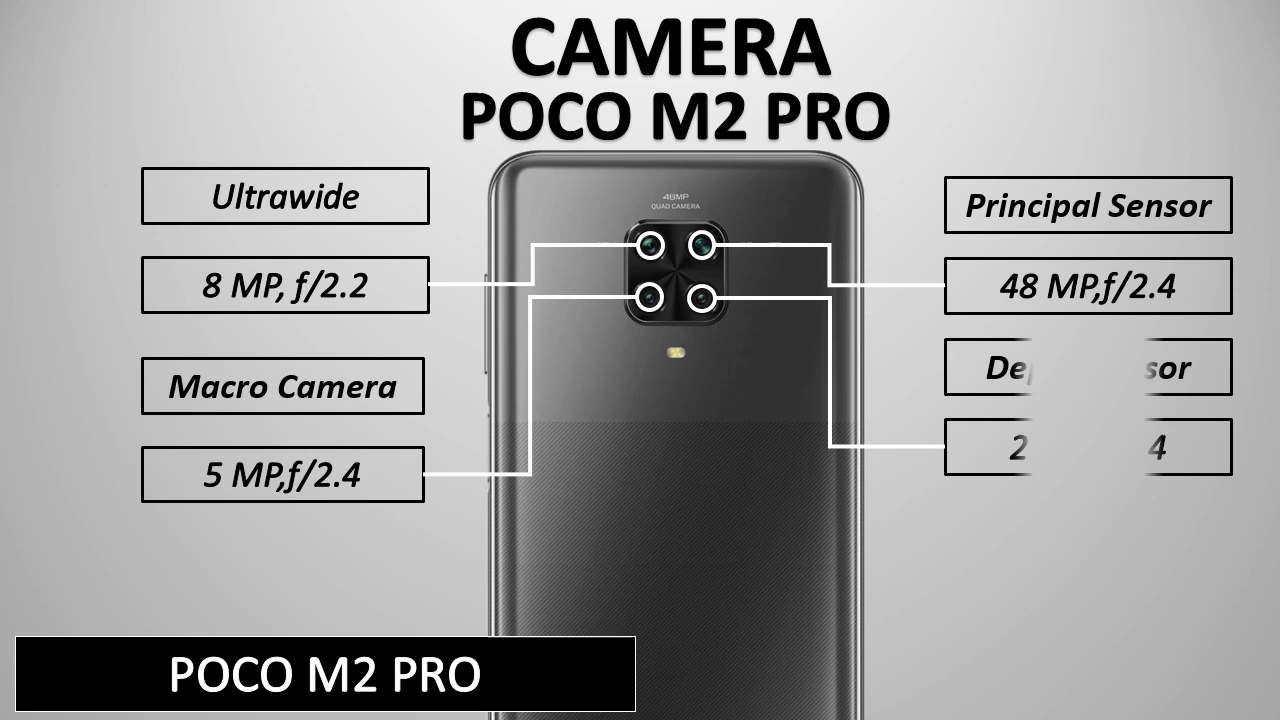 CAMERA
POCO M2 PRO
48MP
QUAD CAMERA
Ultrawide
8 MP, f/2.2
Macro Camera
5 MP,f/2.4
Principal Sensor
48 MP,f/2.4
POCO M2 PRO